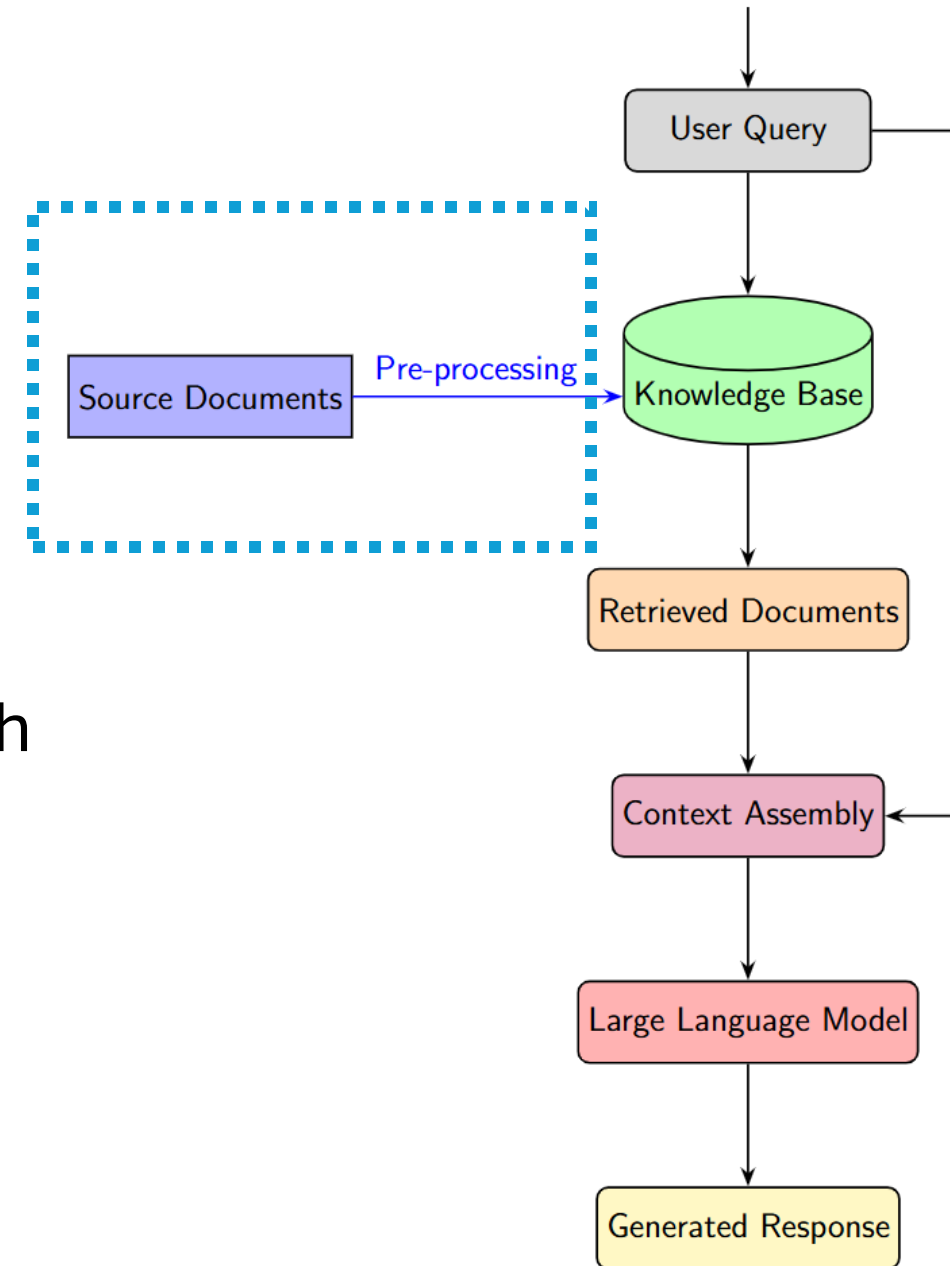 User Query
Pre-processing
Source Documents
Knowledge Base
Retrieved Documents
h
Context Assembly
Large Language Model
Generated Response